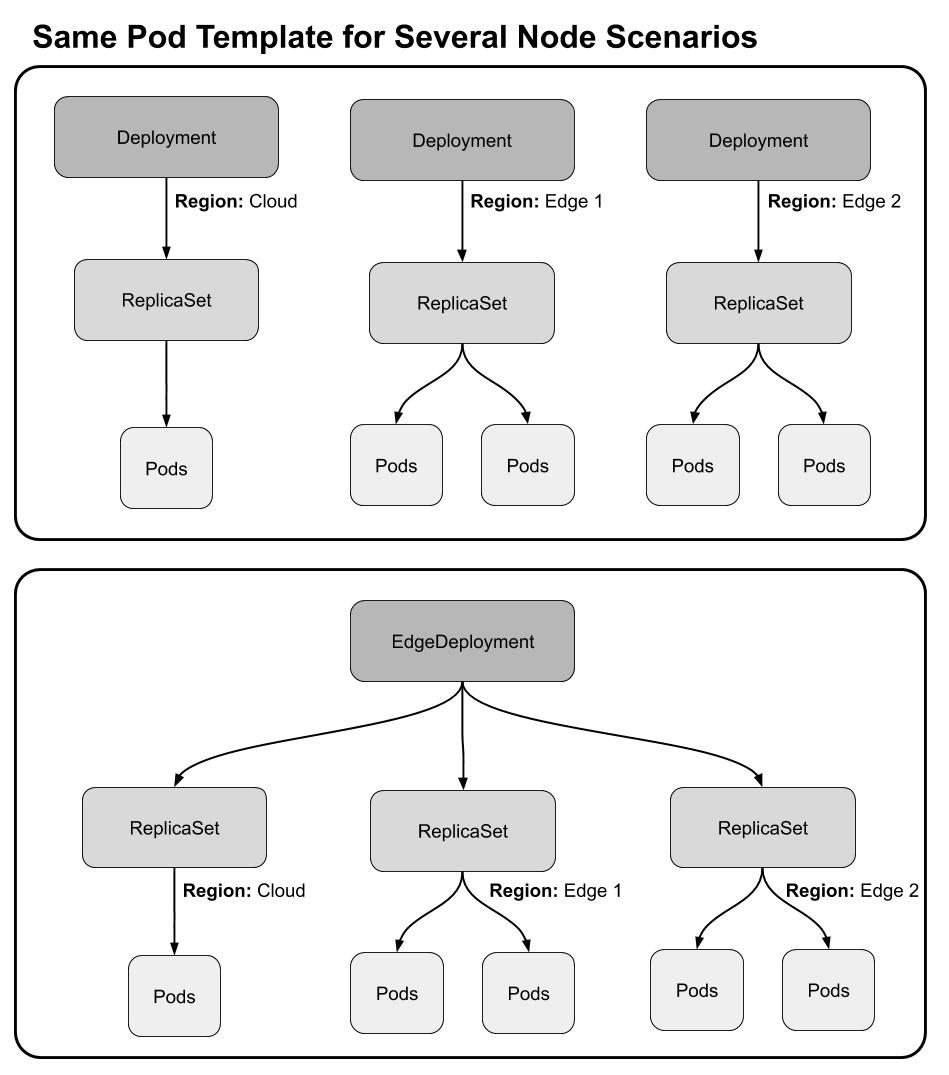 Same Pod Template for Several Node Scenarios
Deployment
Deployment
Deployment
Region: Cloud
Region: Edge 1
Region: Edge 2
ReplicaSet
ReplicaSet
ReplicaSet
Pods
Pods
Pods
Pods
Pods
EdgeDeployment
ReplicaSet
ReplicaSet
ReplicaSet
Region: Cloud
Region: Edge 1
Region: Edge 2
Pods
Pods
Pods
Pods
Pods